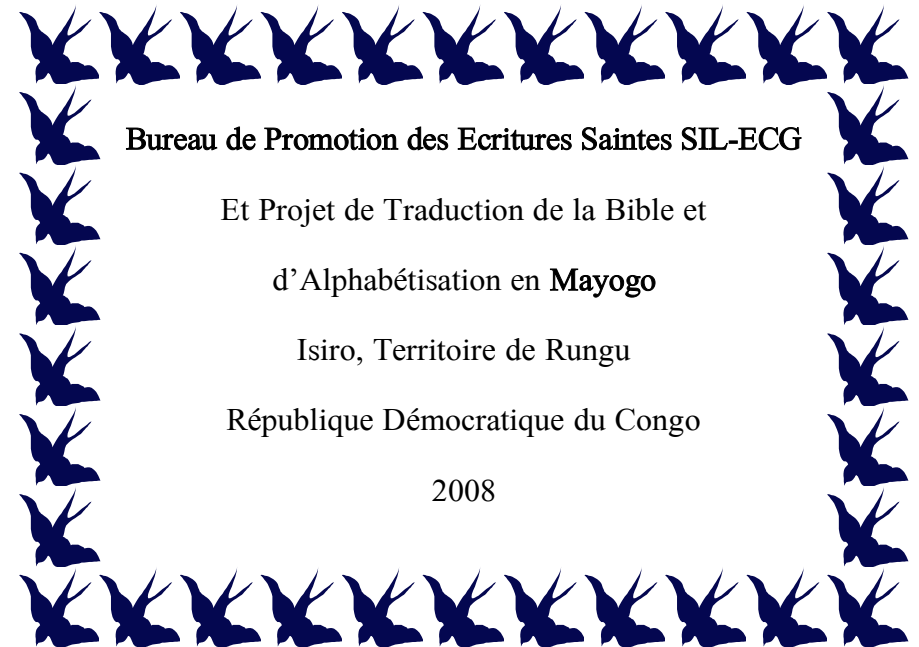 Bureau de Promotion des Ecritures Saintes SIL-ECG
Et Projet de Traduction de la Bible et
d’Alphabétisation en Mayogo
Isiro, Territoire de Rungu
République Démocratique du Congo
2008